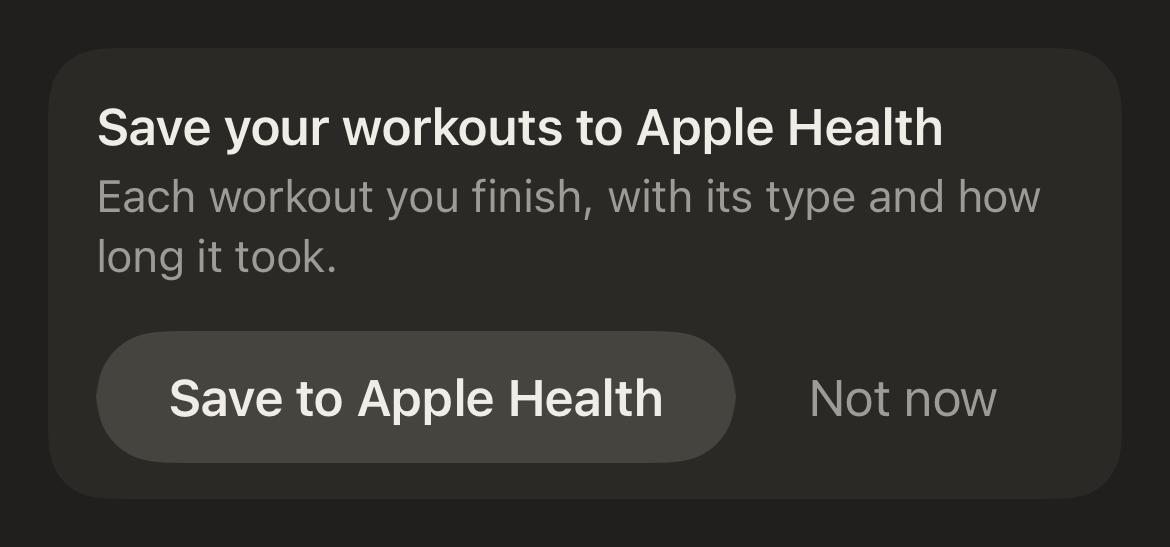 Save your workouts to Apple Health
Each workout you finish, with its type and how
long it took.
Save to Apple Health
Not now